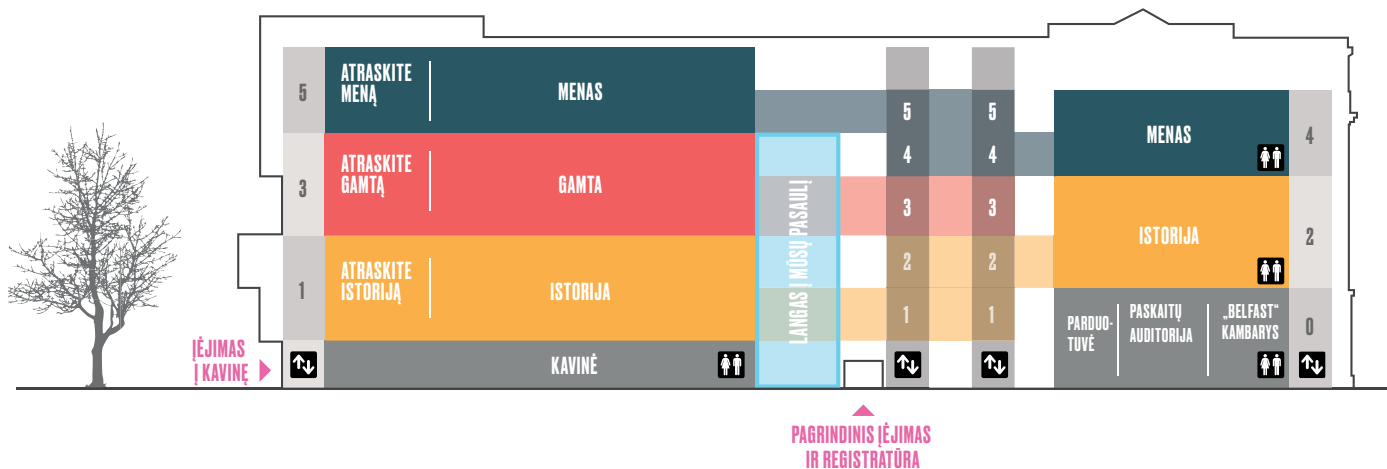 5
ATRASKITE
MENĄ
MENAS
3
ATRASKITE
GAMTĄ
GAMTA
1
ATRASKITE
ISTORIJĄ
ISTORIJA
KAVINĖ
ĮĖJIMAS
Į KAVINĘ
LANGAS Į MŪSŲ PASAULĮ
5 5
4 4
3 3
2 2
1 1
MENAS
4
ISTORIJA
2
PARDUO-
TUVĖ
PASKAITŲ
AUDITORIJA
„BELFAST“
KAMBARYS
0
PAGRINDINIS ĮĖJIMAS
IR REGISTRATŪRA